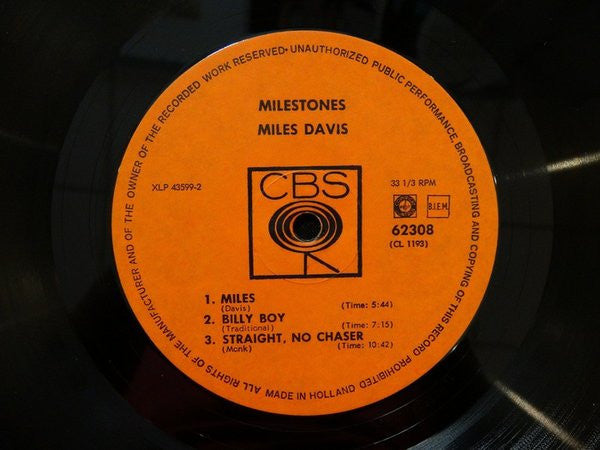 ALL RIGHTS OF THE MANUFACTURER AND OF THE OWNER OF THE RECORDED WORK RESERVED • UNAUTHORIZED PUBLIC PERFORMANCE, BROADCASTING AND COPYING OF THIS RECORD PROHIBITED
MILESTONES
MILES DAVIS
XLP 43599-2
CBS
33 1/3 RPM
B.I.E.M.
62308
(CL 1193)
1. MILES
(Davis) (Time: 5:44)
2. BILLY BOY
(Traditional) (Time: 7:15)
3. STRAIGHT, NO CHASER
(Monk) (Time: 10:42)
MADE IN HOLLAND